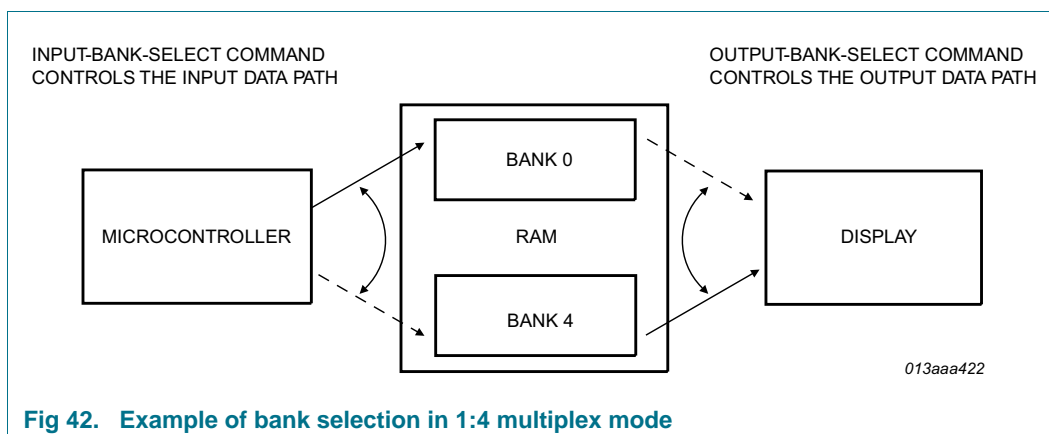 INPUT-BANK-SELECT COMMAND
CONTROLS THE INPUT DATA PATH
OUTPUT-BANK-SELECT COMMAND
CONTROLS THE OUTPUT DATA PATH
BANK 0
MICROCONTROLLER
RAM
DISPLAY
BANK 4
013aaa422
Fig 42. Example of bank selection in 1:4 multiplex mode